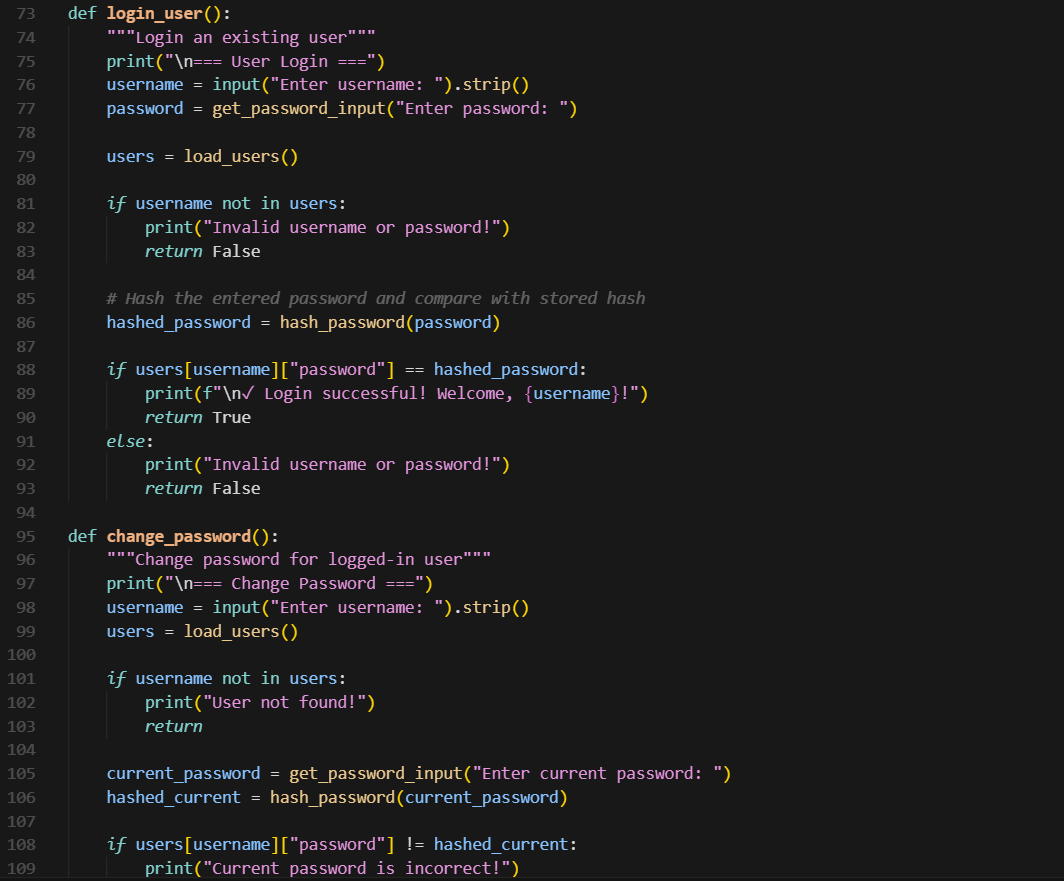 73 def login_user():
74     """Login an existing user"""
75     print("\n=== User Login ===")
76     username = input("Enter username: ").strip()
77     password = get_password_input("Enter password: ")
78
79     users = load_users()
80
81     if username not in users:
82         print("Invalid username or password!")
83         return False
84
85     # Hash the entered password and compare with stored hash
86     hashed_password = hash_password(password)
87
88     if users[username]["password"] == hashed_password:
89         print(f"\n✓ Login successful! Welcome, {username}!")
90         return True
91     else:
92         print("Invalid username or password!")
93         return False
94
95 def change_password():
96     """Change password for logged-in user"""
97     print("\n=== Change Password ===")
98     username = input("Enter username: ").strip()
99     users = load_users()
100
101     if username not in users:
102         print("User not found!")
103         return
104
105     current_password = get_password_input("Enter current password: ")
106     hashed_current = hash_password(current_password)
107
108     if users[username]["password"] != hashed_current:
109         print("Current password is incorrect!")